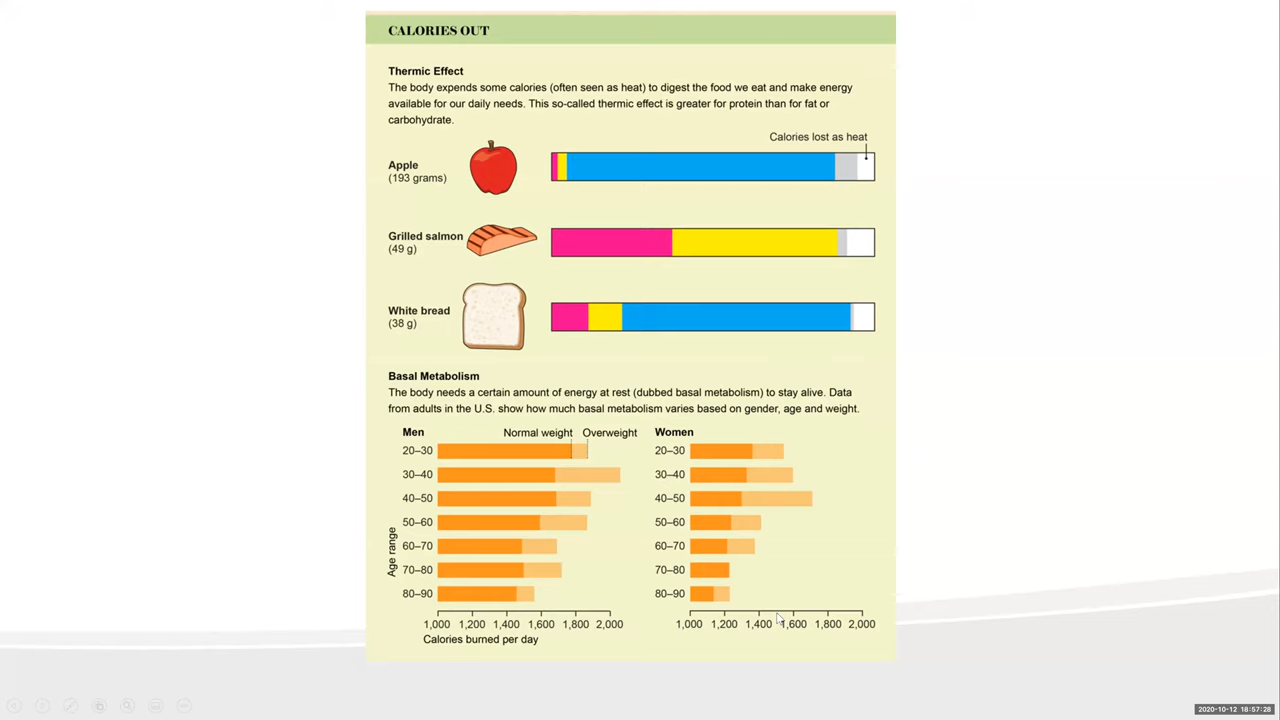 CALORIES OUT
Thermic Effect
The body expends some calories (often seen as heat) to digest the food we eat and make energy
available for our daily needs. This so-called thermic effect is greater for protein than for fat or
carbohydrate.
Calories lost as heat
Apple
(193 grams)
Grilled salmon
(49 g)
White bread
(38 g)
Basal Metabolism
The body needs a certain amount of energy at rest (dubbed basal metabolism) to stay alive. Data
from adults in the U.S. show how much basal metabolism varies based on gender, age and weight.
Men
Normal weight
Overweight
20–30
30–40
40–50
50–60
60–70
70–80
80–90
Age range
1,000 1,200 1,400 1,600 1,800 2,000
Calories burned per day
Women
20–30
30–40
40–50
50–60
60–70
70–80
80–90
1,000 1,200 1,400 1,600 1,800 2,000
2020-10-12 18:57:28